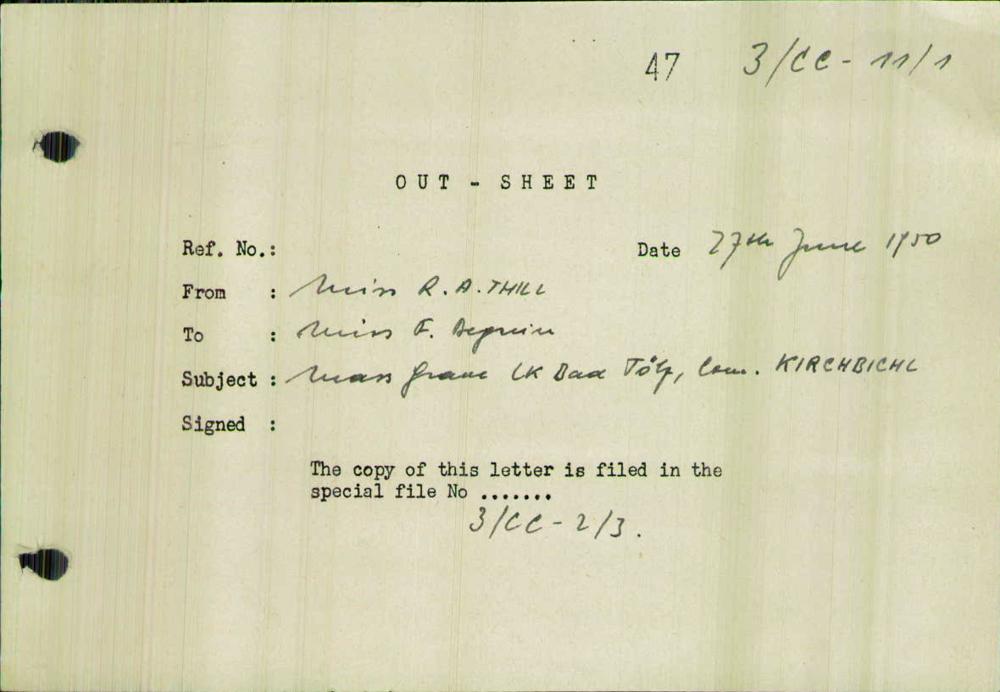 47 3/CC - 11/1
OUT - SHEET
Ref. No.: Date 27th June 1950
From : Miss R.A. THILL
To : Miss F.
Subject : Mass grave LK Bad Tölz, Com. KIRCHBICHL
Signed :
The copy of this letter is filed in the
special file No .......
3/CC - 2/3.